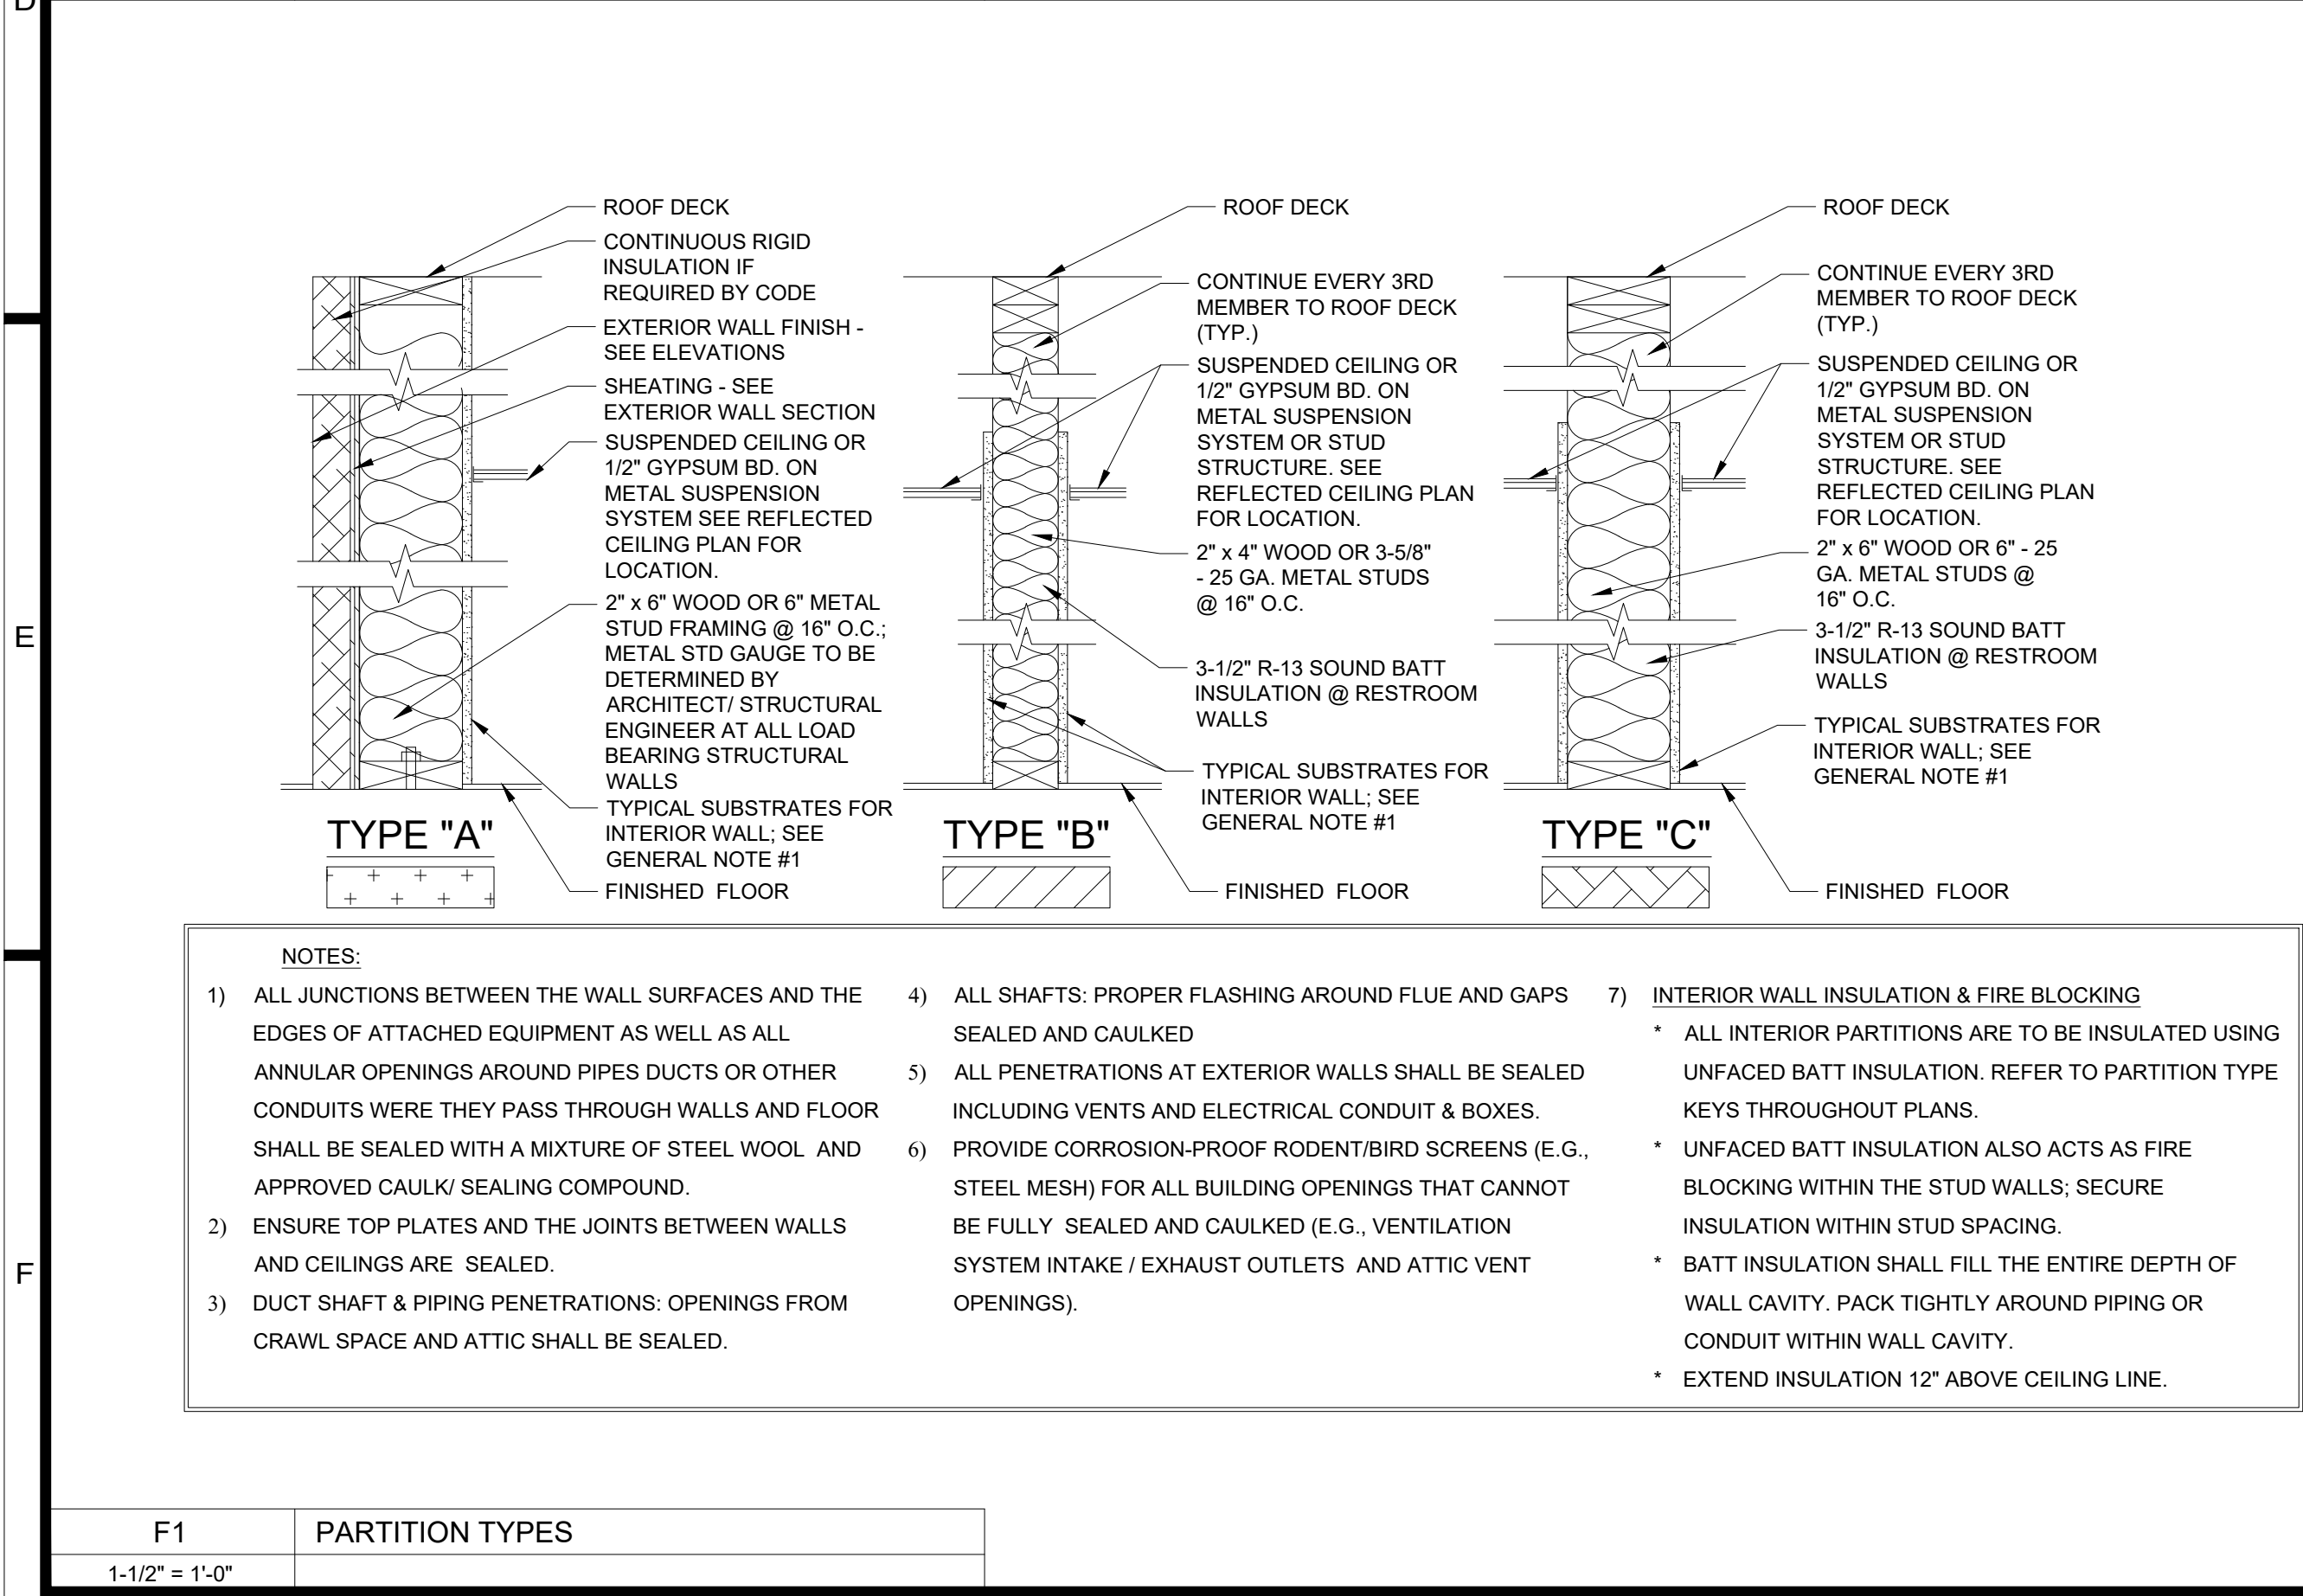 D
E
F
ROOF DECK
CONTINUOUS RIGID
INSULATION IF
REQUIRED BY CODE
EXTERIOR WALL FINISH -
SEE ELEVATIONS
SHEATING - SEE
EXTERIOR WALL SECTION
SUSPENDED CEILING OR
1/2" GYPSUM BD. ON
METAL SUSPENSION
SYSTEM SEE REFLECTED
CEILING PLAN FOR
LOCATION.
2" x 6" WOOD OR 6" METAL
STUD FRAMING @ 16" O.C.;
METAL STD GAUGE TO BE
DETERMINED BY
ARCHITECT/ STRUCTURAL
ENGINEER AT ALL LOAD
BEARING STRUCTURAL
WALLS
TYPICAL SUBSTRATES FOR
INTERIOR WALL; SEE
GENERAL NOTE #1
FINISHED FLOOR
TYPE "A"
ROOF DECK
CONTINUE EVERY 3RD
MEMBER TO ROOF DECK
(TYP.)
SUSPENDED CEILING OR
1/2" GYPSUM BD. ON
METAL SUSPENSION
SYSTEM OR STUD
STRUCTURE. SEE
REFLECTED CEILING PLAN
FOR LOCATION.
2" x 4" WOOD OR 3-5/8"
- 25 GA. METAL STUDS
@ 16" O.C.
3-1/2" R-13 SOUND BATT
INSULATION @ RESTROOM
WALLS
TYPICAL SUBSTRATES FOR
INTERIOR WALL; SEE
GENERAL NOTE #1
FINISHED FLOOR
TYPE "B"
ROOF DECK
CONTINUE EVERY 3RD
MEMBER TO ROOF DECK
(TYP.)
SUSPENDED CEILING OR
1/2" GYPSUM BD. ON
METAL SUSPENSION
SYSTEM OR STUD
STRUCTURE. SEE
REFLECTED CEILING PLAN
FOR LOCATION.
2" x 6" WOOD OR 6" - 25
GA. METAL STUDS @
16" O.C.
3-1/2" R-13 SOUND BATT
INSULATION @ RESTROOM
WALLS
TYPICAL SUBSTRATES FOR
INTERIOR WALL; SEE
GENERAL NOTE #1
FINISHED FLOOR
TYPE "C"
NOTES:
1) ALL JUNCTIONS BETWEEN THE WALL SURFACES AND THE
EDGES OF ATTACHED EQUIPMENT AS WELL AS ALL
ANNULAR OPENINGS AROUND PIPES DUCTS OR OTHER
CONDUITS WERE THEY PASS THROUGH WALLS AND FLOOR
SHALL BE SEALED WITH A MIXTURE OF STEEL WOOL AND
APPROVED CAULK/ SEALING COMPOUND.
2) ENSURE TOP PLATES AND THE JOINTS BETWEEN WALLS
AND CEILINGS ARE SEALED.
3) DUCT SHAFT & PIPING PENETRATIONS: OPENINGS FROM
CRAWL SPACE AND ATTIC SHALL BE SEALED.
4) ALL SHAFTS: PROPER FLASHING AROUND FLUE AND GAPS
SEALED AND CAULKED
5) ALL PENETRATIONS AT EXTERIOR WALLS SHALL BE SEALED
INCLUDING VENTS AND ELECTRICAL CONDUIT & BOXES.
6) PROVIDE CORROSION-PROOF RODENT/BIRD SCREENS (E.G.,
STEEL MESH) FOR ALL BUILDING OPENINGS THAT CANNOT
BE FULLY SEALED AND CAULKED (E.G., VENTILATION
SYSTEM INTAKE / EXHAUST OUTLETS AND ATTIC VENT
OPENINGS).
7) INTERIOR WALL INSULATION & FIRE BLOCKING
* ALL INTERIOR PARTITIONS ARE TO BE INSULATED USING
UNFACED BATT INSULATION. REFER TO PARTITION TYPE
KEYS THROUGHOUT PLANS.
* UNFACED BATT INSULATION ALSO ACTS AS FIRE
BLOCKING WITHIN THE STUD WALLS; SECURE
INSULATION WITHIN STUD SPACING.
* BATT INSULATION SHALL FILL THE ENTIRE DEPTH OF
WALL CAVITY. PACK TIGHTLY AROUND PIPING OR
CONDUIT WITHIN WALL CAVITY.
* EXTEND INSULATION 12" ABOVE CEILING LINE.
F1 PARTITION TYPES
1-1/2" = 1'-0"